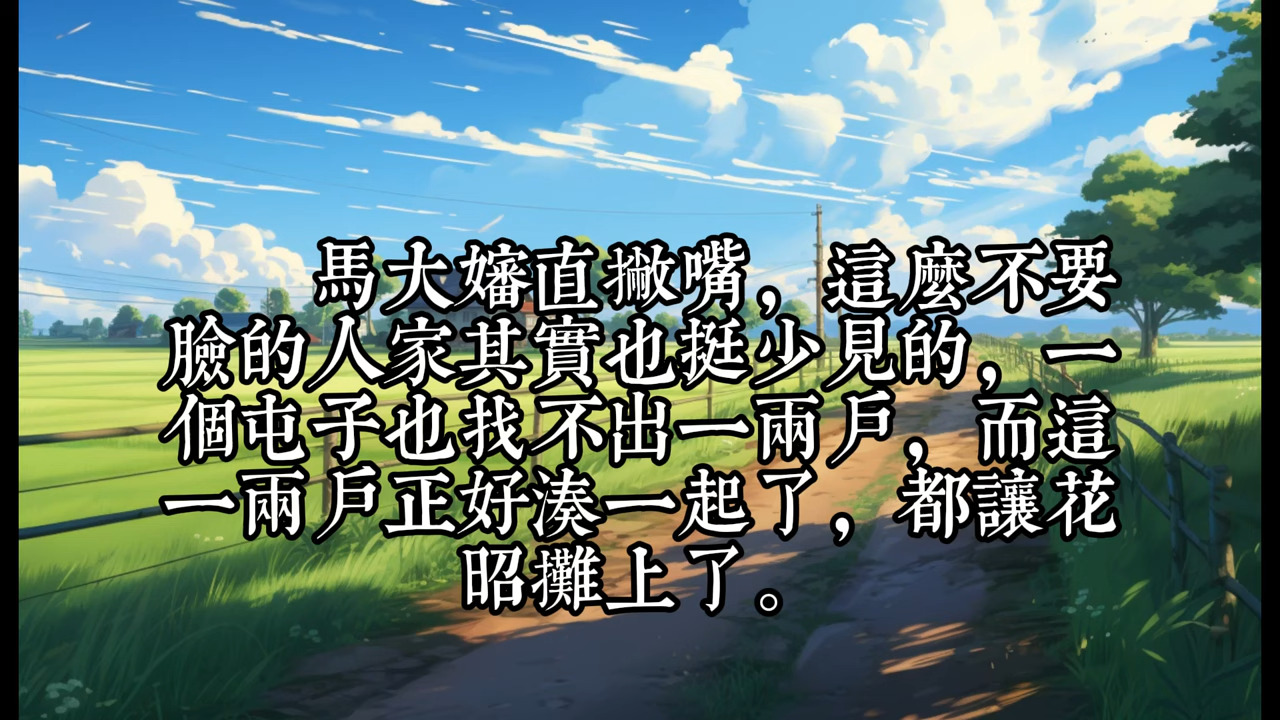 馬大嬸直撇嘴，這麼不要
臉的人家其實也挺少見的，一
個屯子也找不出一兩戶，而這
一兩戶正好湊一起了，都讓花
昭攤上了。